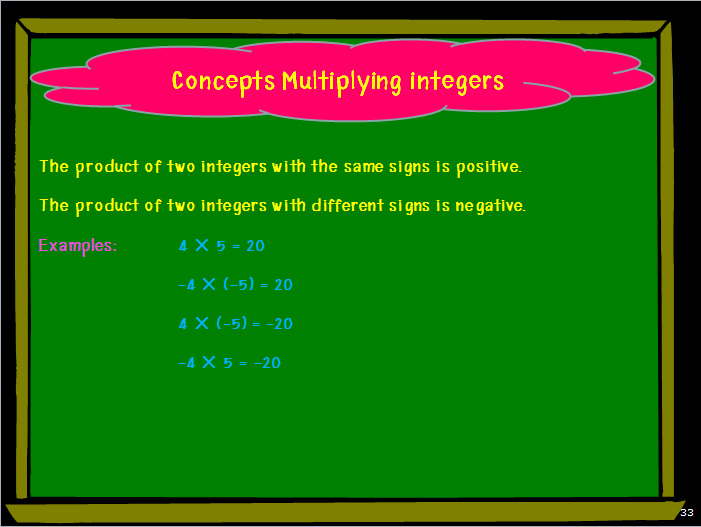 Concepts Multiplying integers
The product of two integers with the same signs is positive.
The product of two integers with different signs is negative.
Examples: 4 × 5 = 20
-4 × (-5) = 20
4 × (-5) = -20
-4 × 5 = -20
33